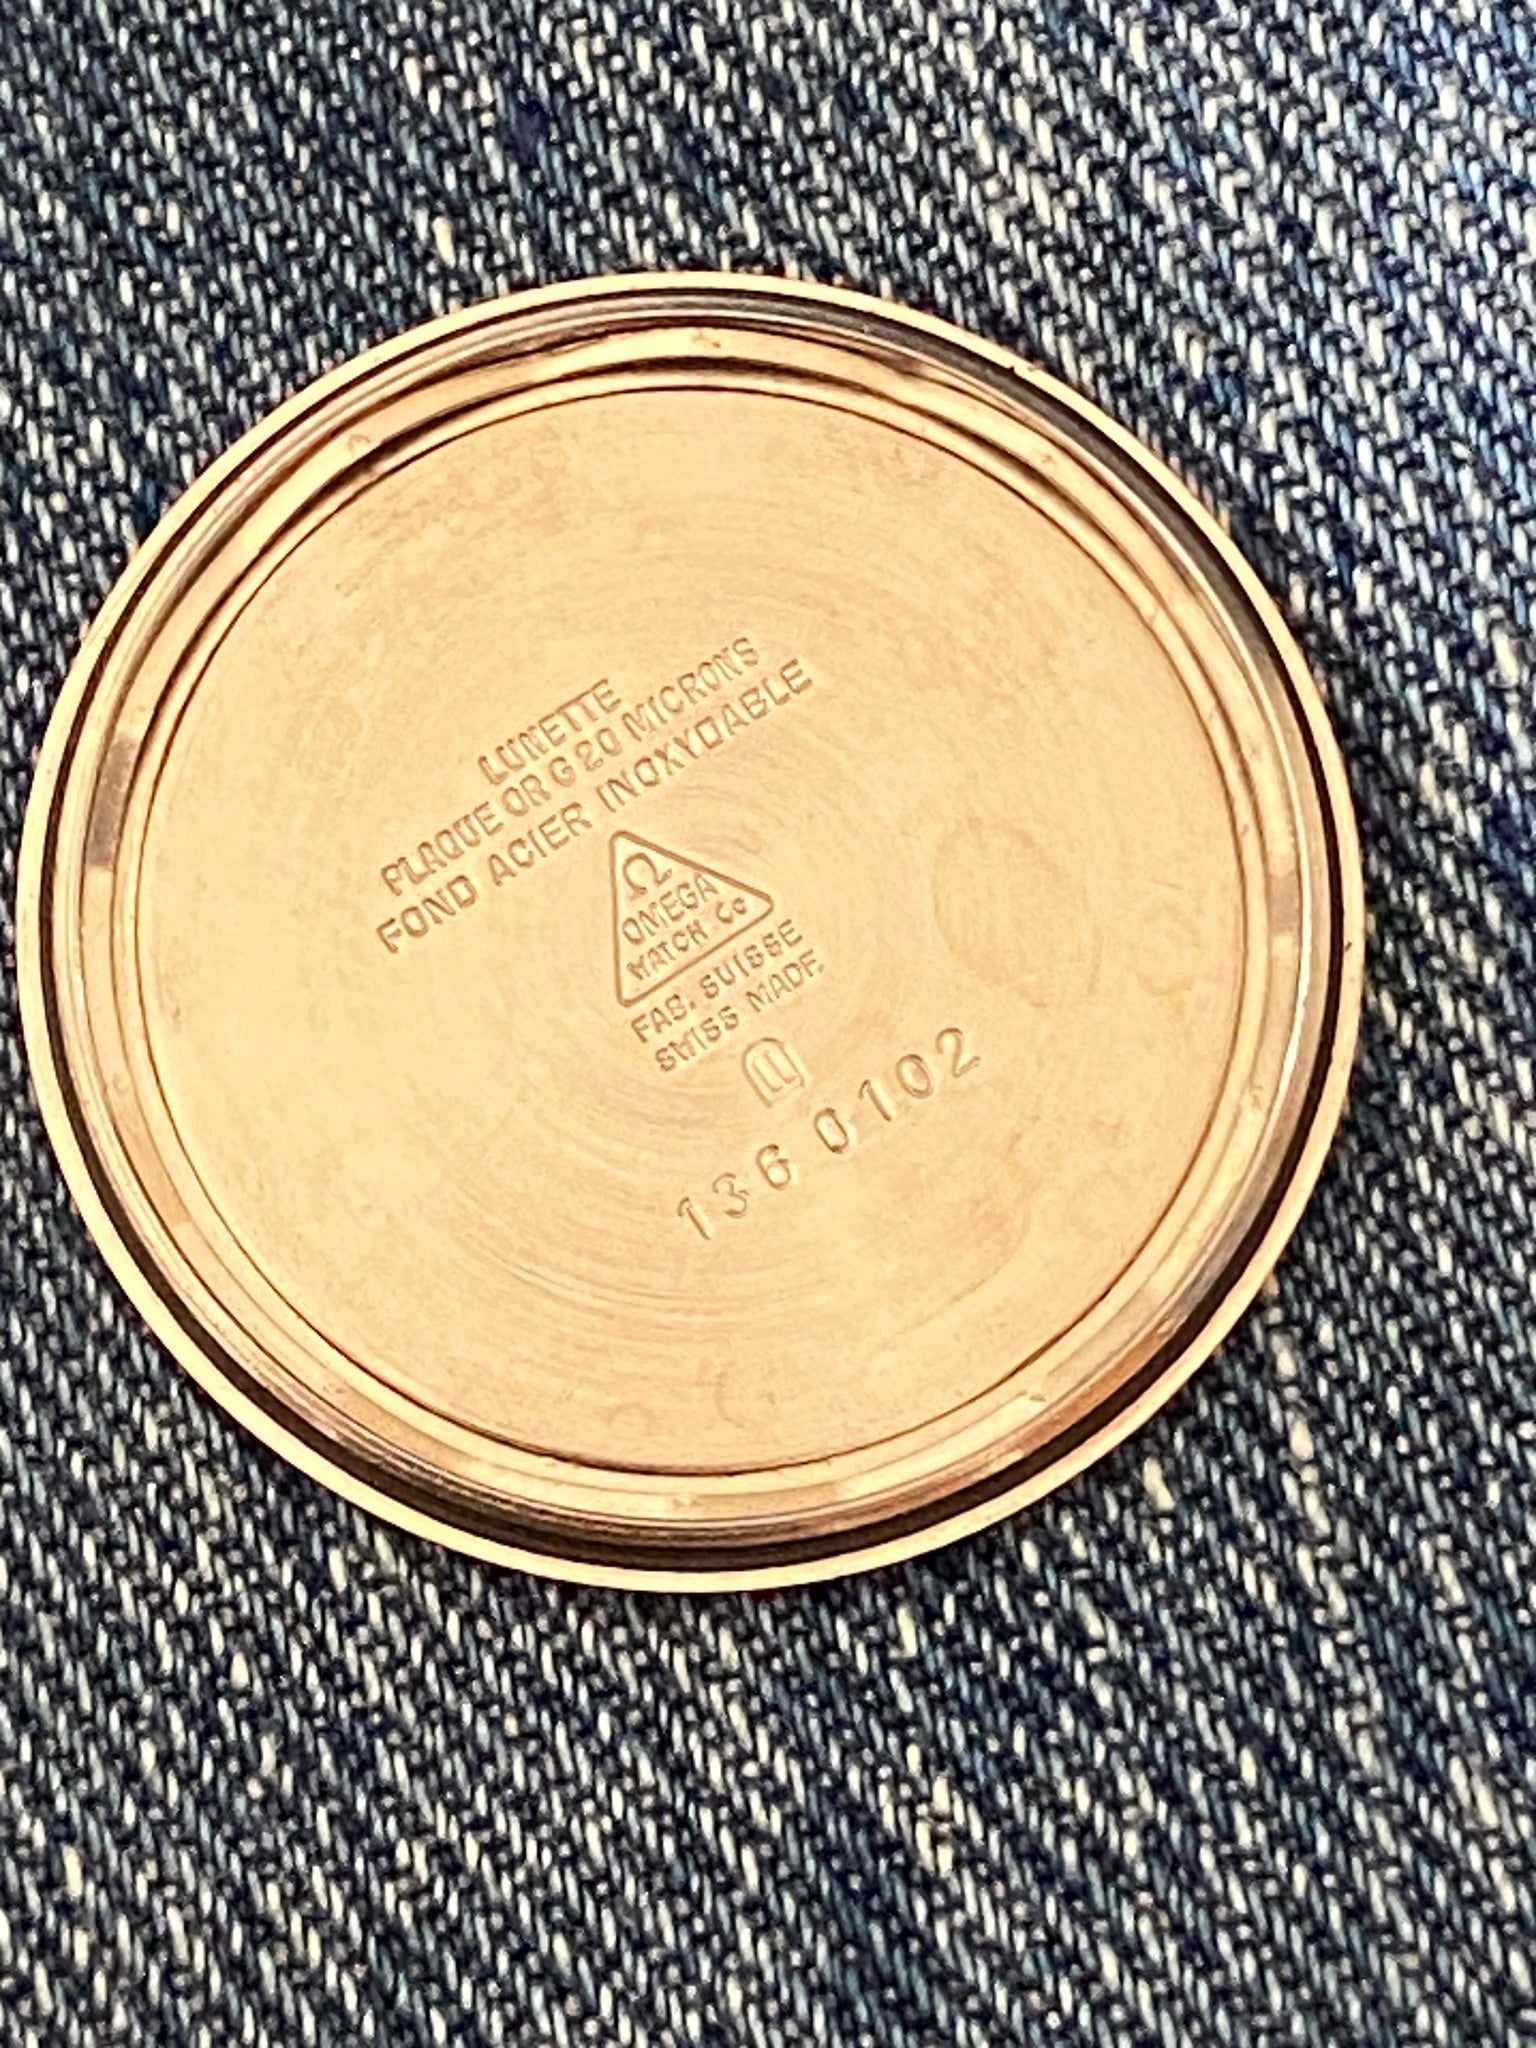 LUNETTE
PLAQUE OR G 20 MICRONS
FOND ACIER INOXYDABLE
Ω
OMEGA
WATCH Co
FAB. SUISSE
SWISS MADE
136 0102